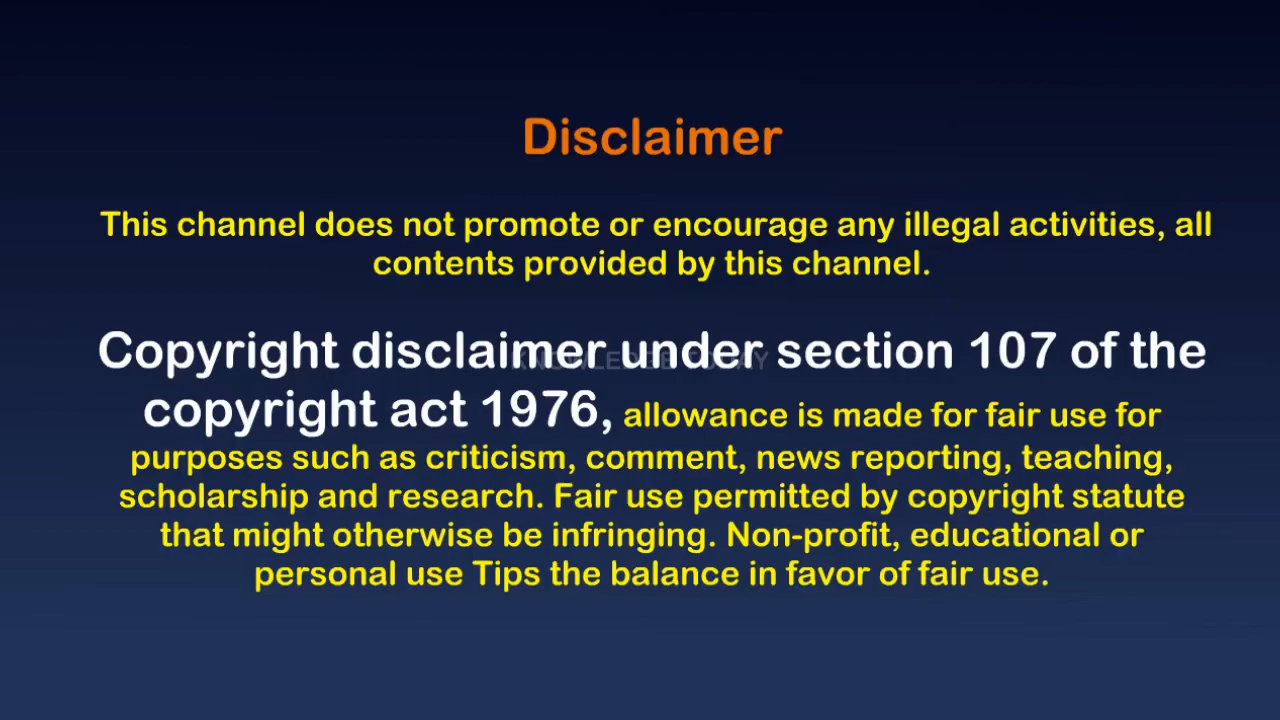 Disclaimer
This channel does not promote or encourage any illegal activities, all
contents provided by this channel.
Copyright disclaimer under section 107 of the
KNOWLEDGE TODAY
copyright act 1976, allowance is made for fair use for
purposes such as criticism, comment, news reporting, teaching,
scholarship and research. Fair use permitted by copyright statute
that might otherwise be infringing. Non-profit, educational or
personal use Tips the balance in favor of fair use.